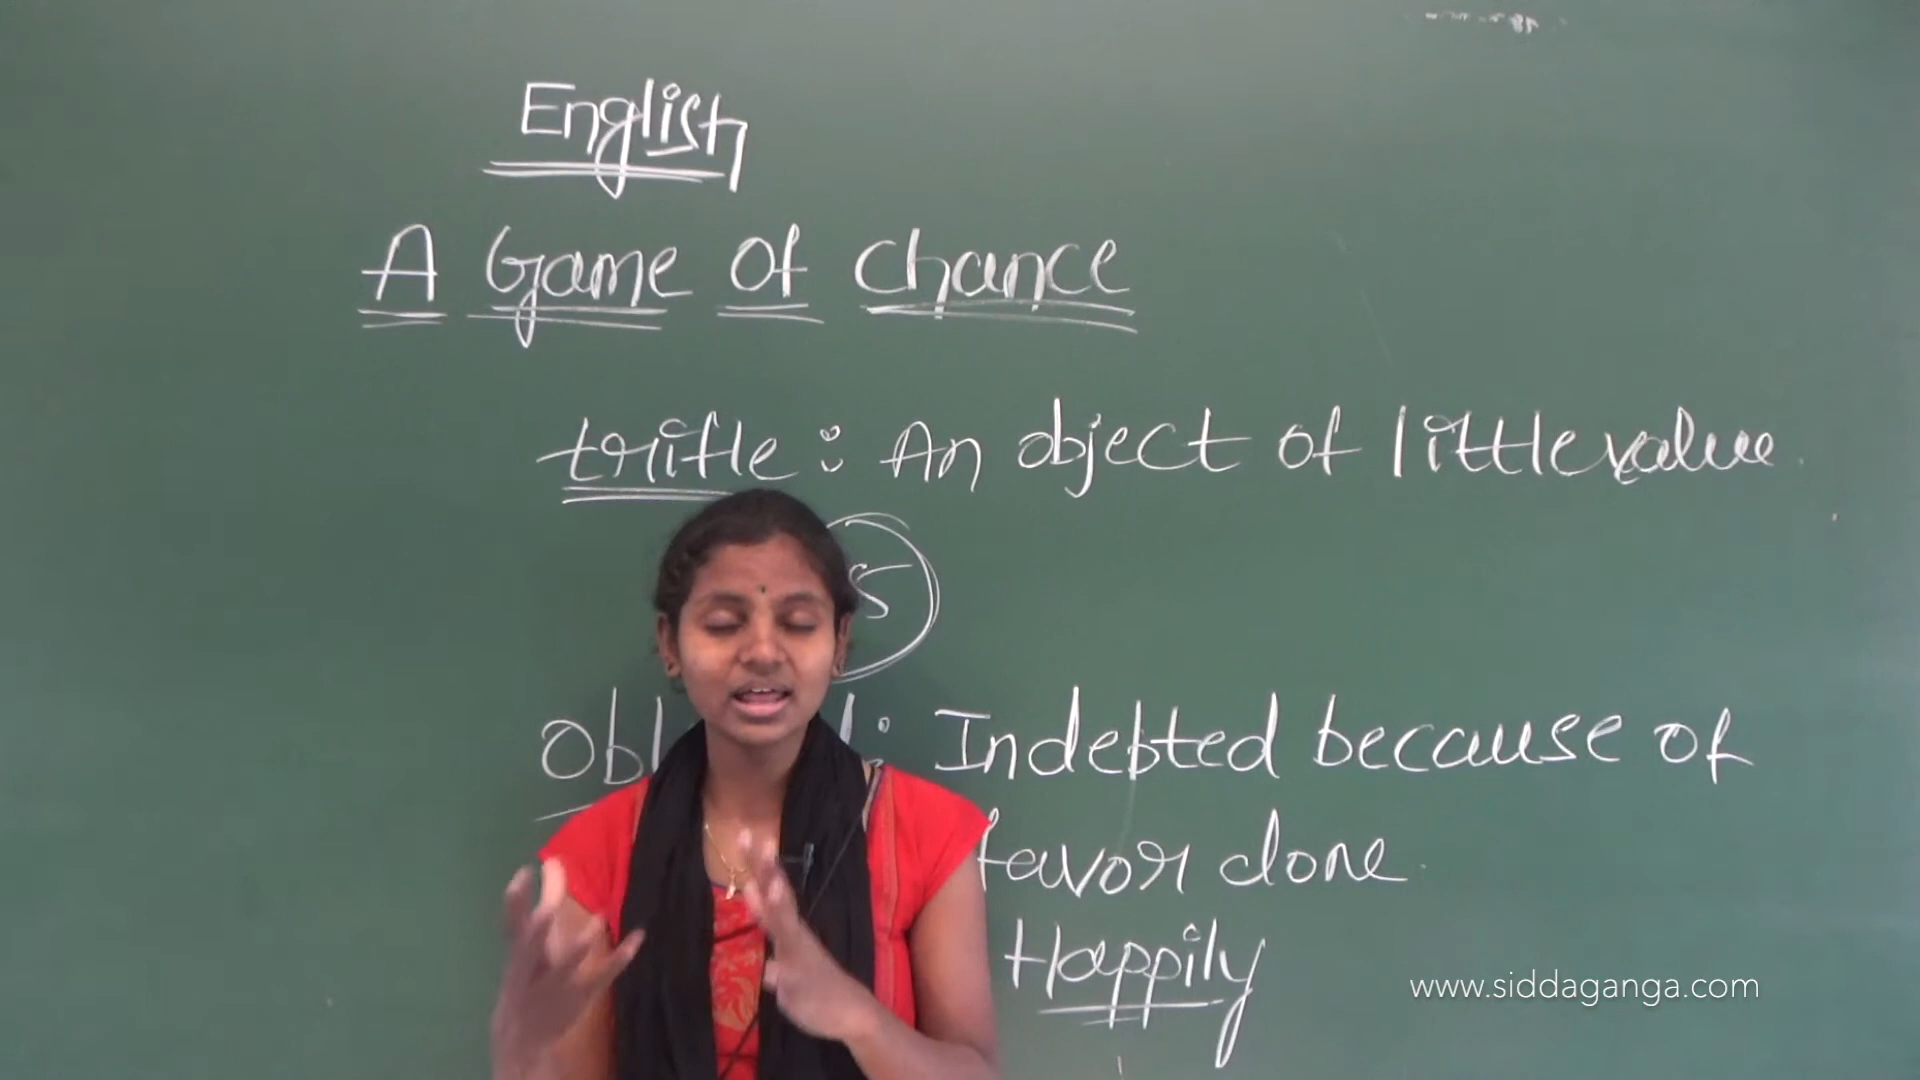 English
A Game of chance
trifle : An object of little value
5
Obl d : Indebted because of
favor done
Happily
www.siddaganga.com